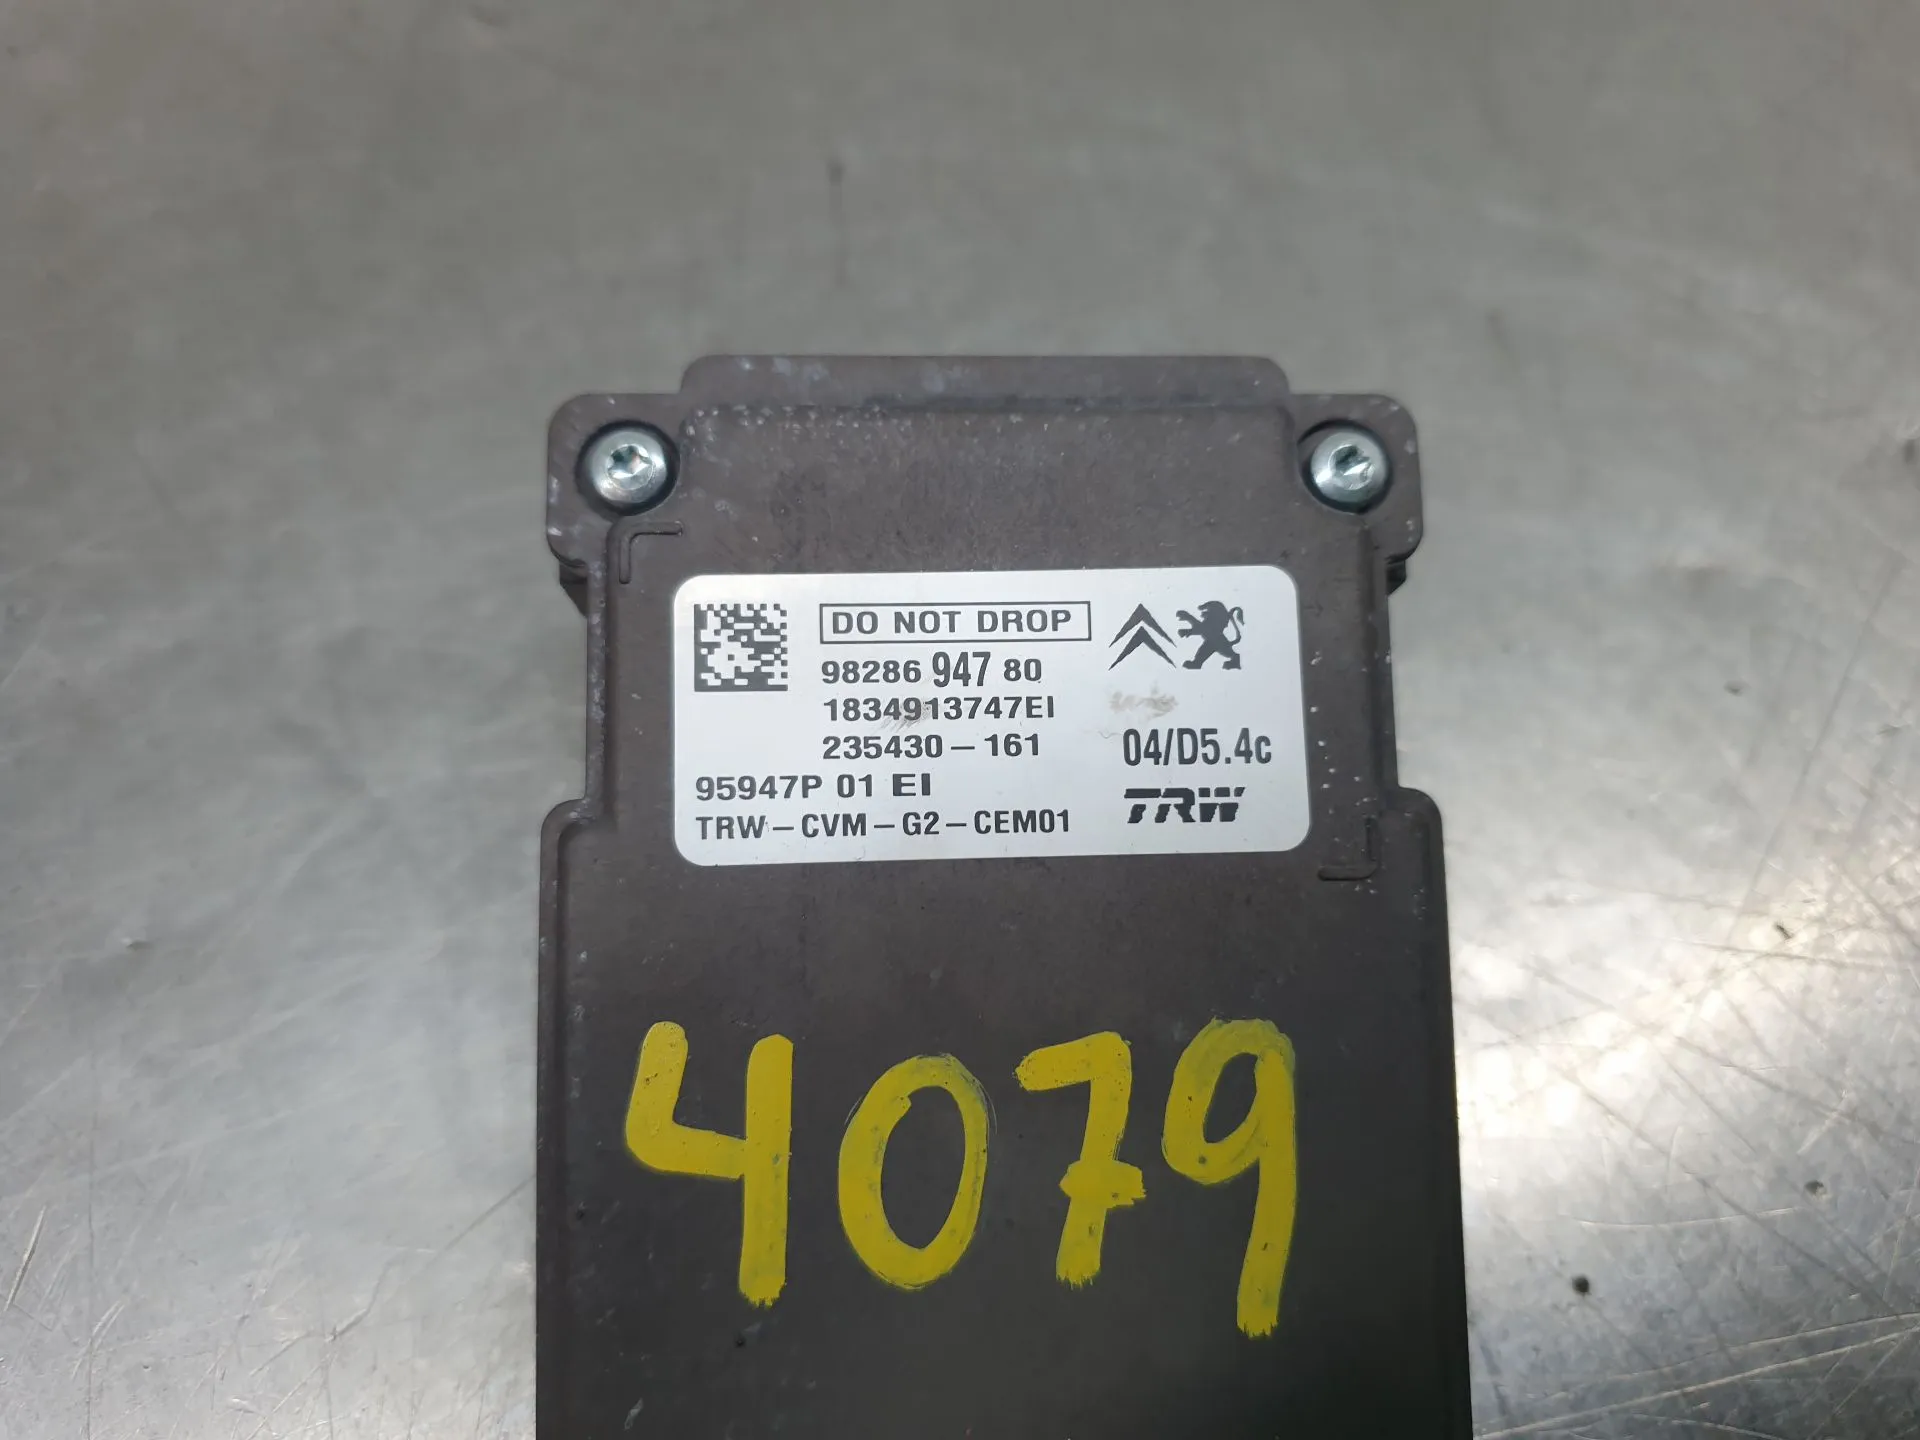 DO NOT DROP
98286 947 80
1834913747EI
235430-161
04/D5.4c
95947P 01 EI
TRW-CVM-G2-CEM01
TRW
4079